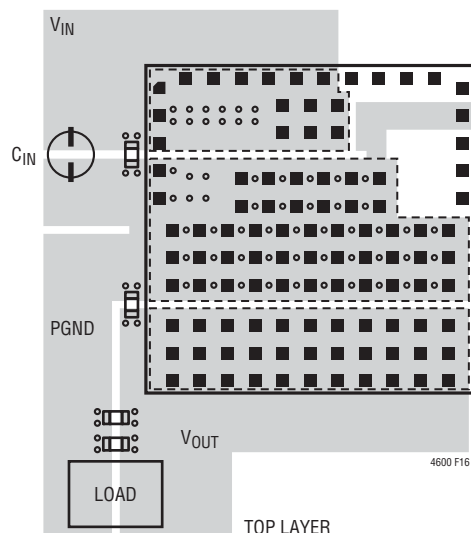 VIN
CIN
PGND
VOUT
4600 F16
LOAD
TOP LAYER